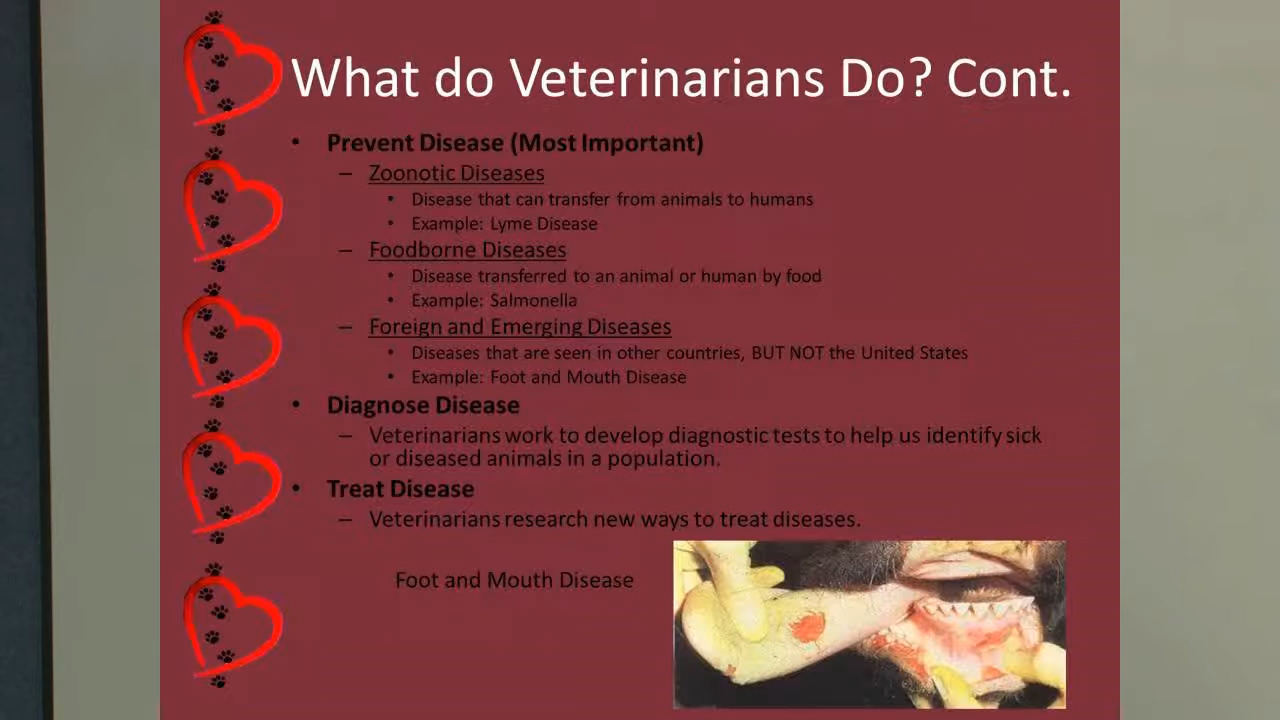 What do Veterinarians Do? Cont.
• Prevent Disease (Most Important)
– Zoonotic Diseases
• Disease that can transfer from animals to humans
• Example: Lyme Disease
– Foodborne Diseases
• Disease transferred to an animal or human by food
• Example: Salmonella
– Foreign and Emerging Diseases
• Diseases that are seen in other countries, BUT NOT the United States
• Example: Foot and Mouth Disease
• Diagnose Disease
– Veterinarians work to develop diagnostic tests to help us identify sick
or diseased animals in a population.
• Treat Disease
– Veterinarians research new ways to treat diseases.
Foot and Mouth Disease